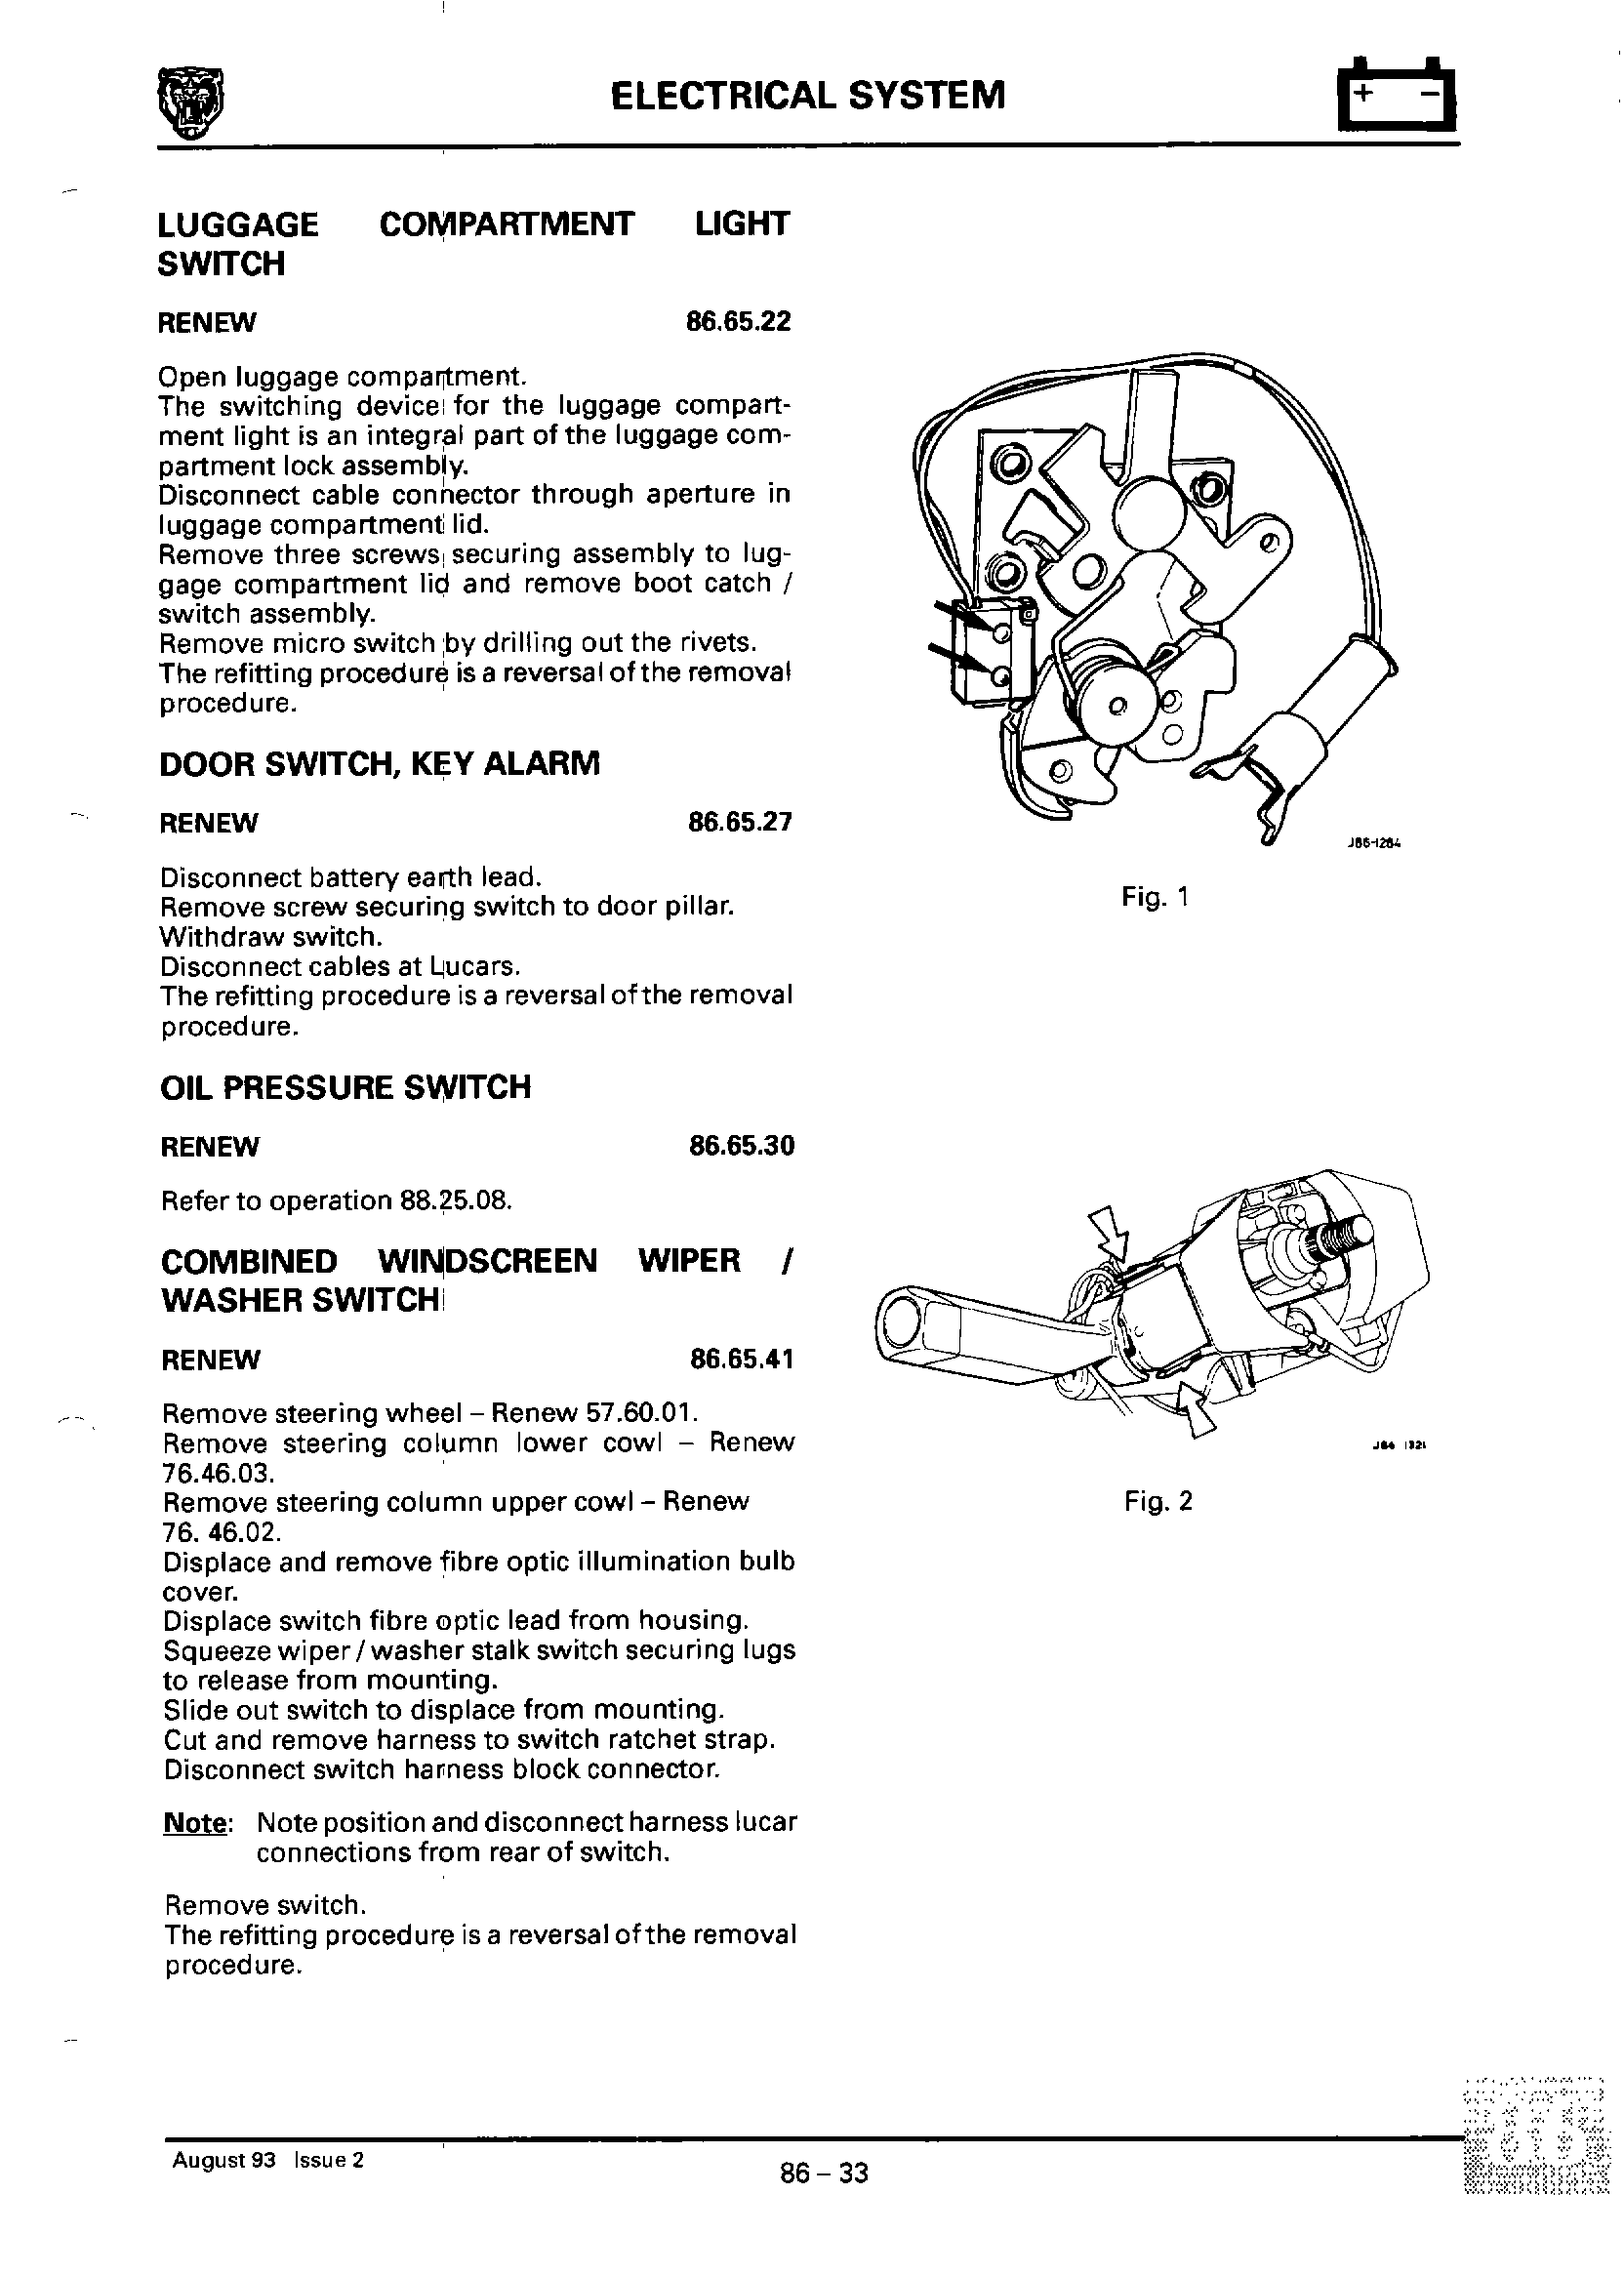 ELECTRICAL SYSTEM
+ −
LUGGAGE COMPARTMENT LIGHT
SWITCH
RENEW 86.65.22
Open luggage compartment.
The switching device for the luggage compart-
ment light is an integral part of the luggage com-
partment lock assembly.
Disconnect cable connector through aperture in
luggage compartment lid.
Remove three screws securing assembly to lug-
gage compartment lid and remove boot catch /
switch assembly.
Remove micro switch by drilling out the rivets.
The refitting procedure is a reversal of the removal
procedure.
DOOR SWITCH, KEY ALARM
RENEW 86.65.27
Disconnect battery earth lead.
Remove screw securing switch to door pillar.
Withdraw switch.
Disconnect cables at Lucars.
The refitting procedure is a reversal of the removal
procedure.
OIL PRESSURE SWITCH
RENEW 86.65.30
Refer to operation 88.25.08.
COMBINED WINDSCREEN WIPER /
WASHER SWITCH
RENEW 86.65.41
Remove steering wheel – Renew 57.60.01.
Remove steering column lower cowl – Renew
76.46.03.
Remove steering column upper cowl – Renew
76. 46.02.
Displace and remove fibre optic illumination bulb
cover.
Displace switch fibre optic lead from housing.
Squeeze wiper / washer stalk switch securing lugs
to release from mounting.
Slide out switch to displace from mounting.
Cut and remove harness to switch ratchet strap.
Disconnect switch harness block connector.
Note: Note position and disconnect harness lucar
connections from rear of switch.
Remove switch.
The refitting procedure is a reversal of the removal
procedure.
J86-1284
Fig. 1
J86 1321
Fig. 2
August 93 Issue 2
86 – 33